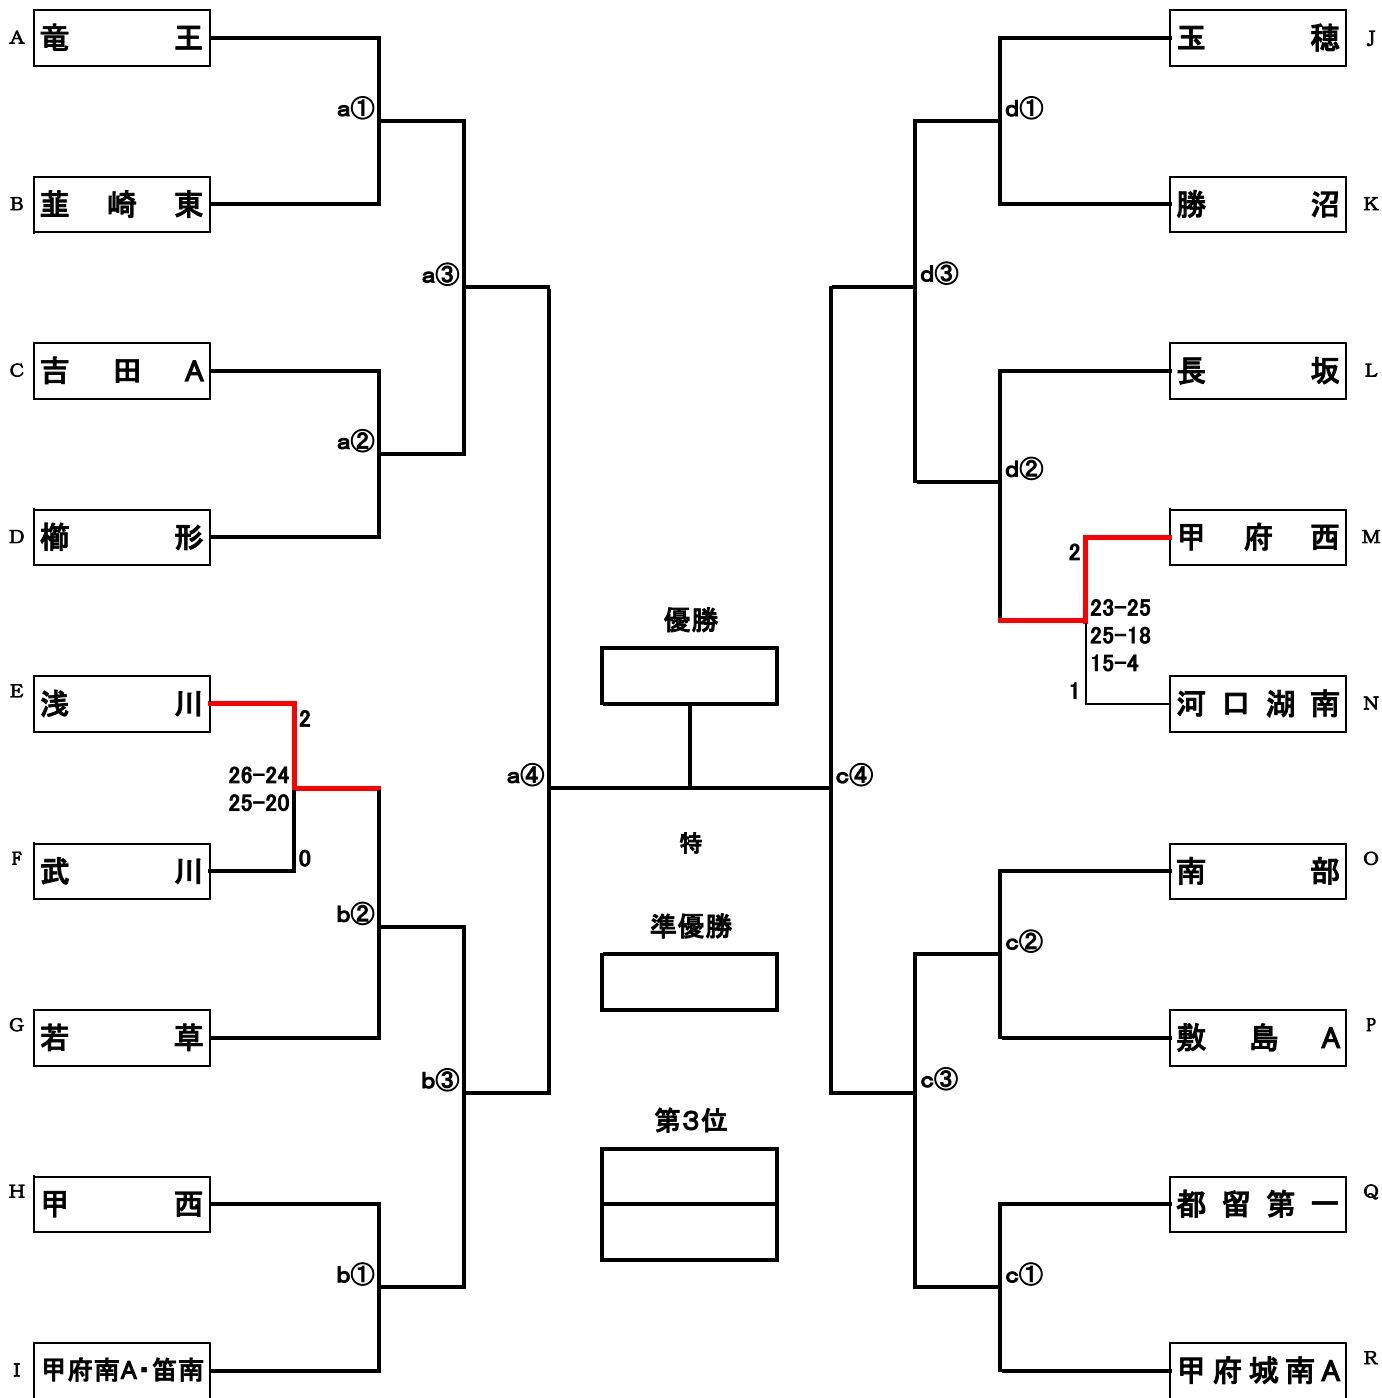 A 竜王
a①
B 韮崎東
a③
C 吉田A
a②
D 櫛形
E 浅川
2
26-24
25-20
a④
F 武川
0
b②
G 若草
b③
H 甲西
b①
I 甲府南A・笛南
優勝
特
準優勝
第3位
玉穂 J
d①
勝沼 K
d③
長坂 L
d②
甲府西 M
2
23-25
25-18
15-4
1
河口湖南 N
c④
南部 O
c②
敷島A P
c③
都留第一 Q
c①
甲府城南A R